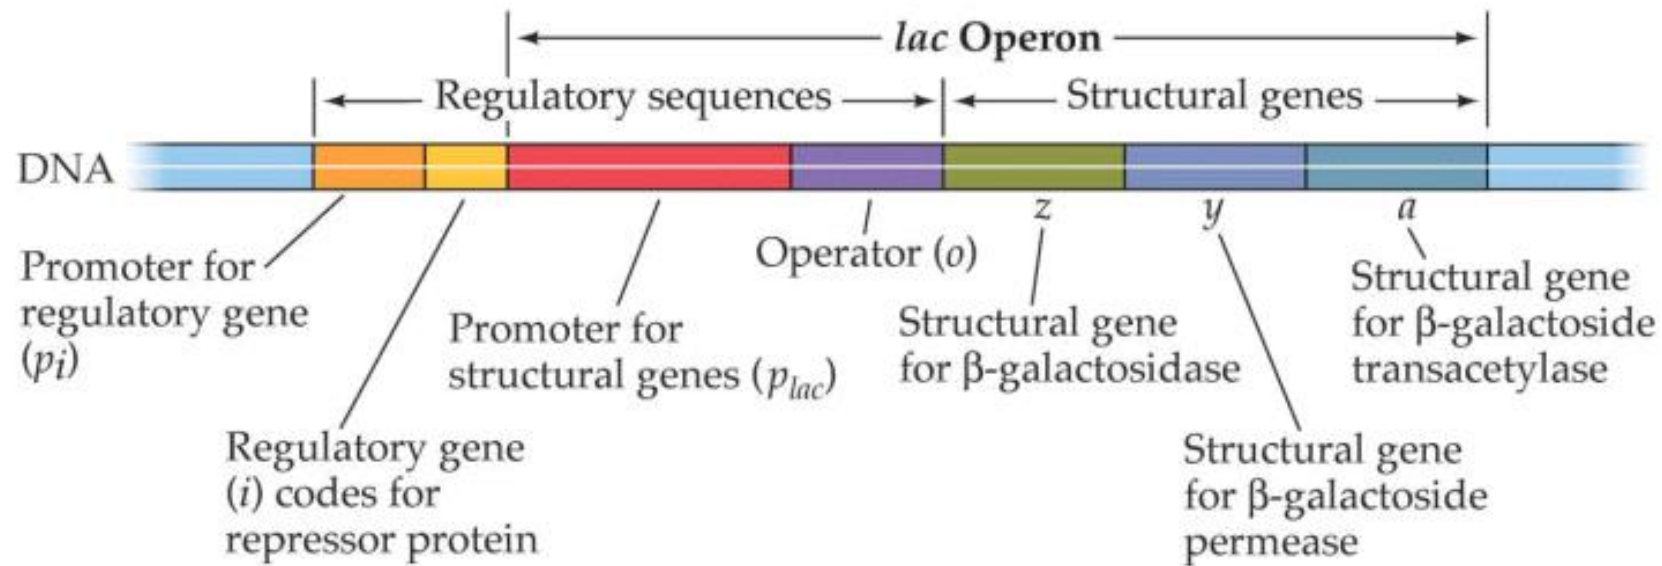 lac Operon
Regulatory sequences
Structural genes
DNA
z
y
a
Promoter for
regulatory gene
(pi)
Regulatory gene
(i) codes for
repressor protein
Promoter for
structural genes (plac)
Operator (o)
Structural gene
for β-galactosidase
Structural gene
for β-galactoside
permease
Structural gene
for β-galactoside
transacetylase